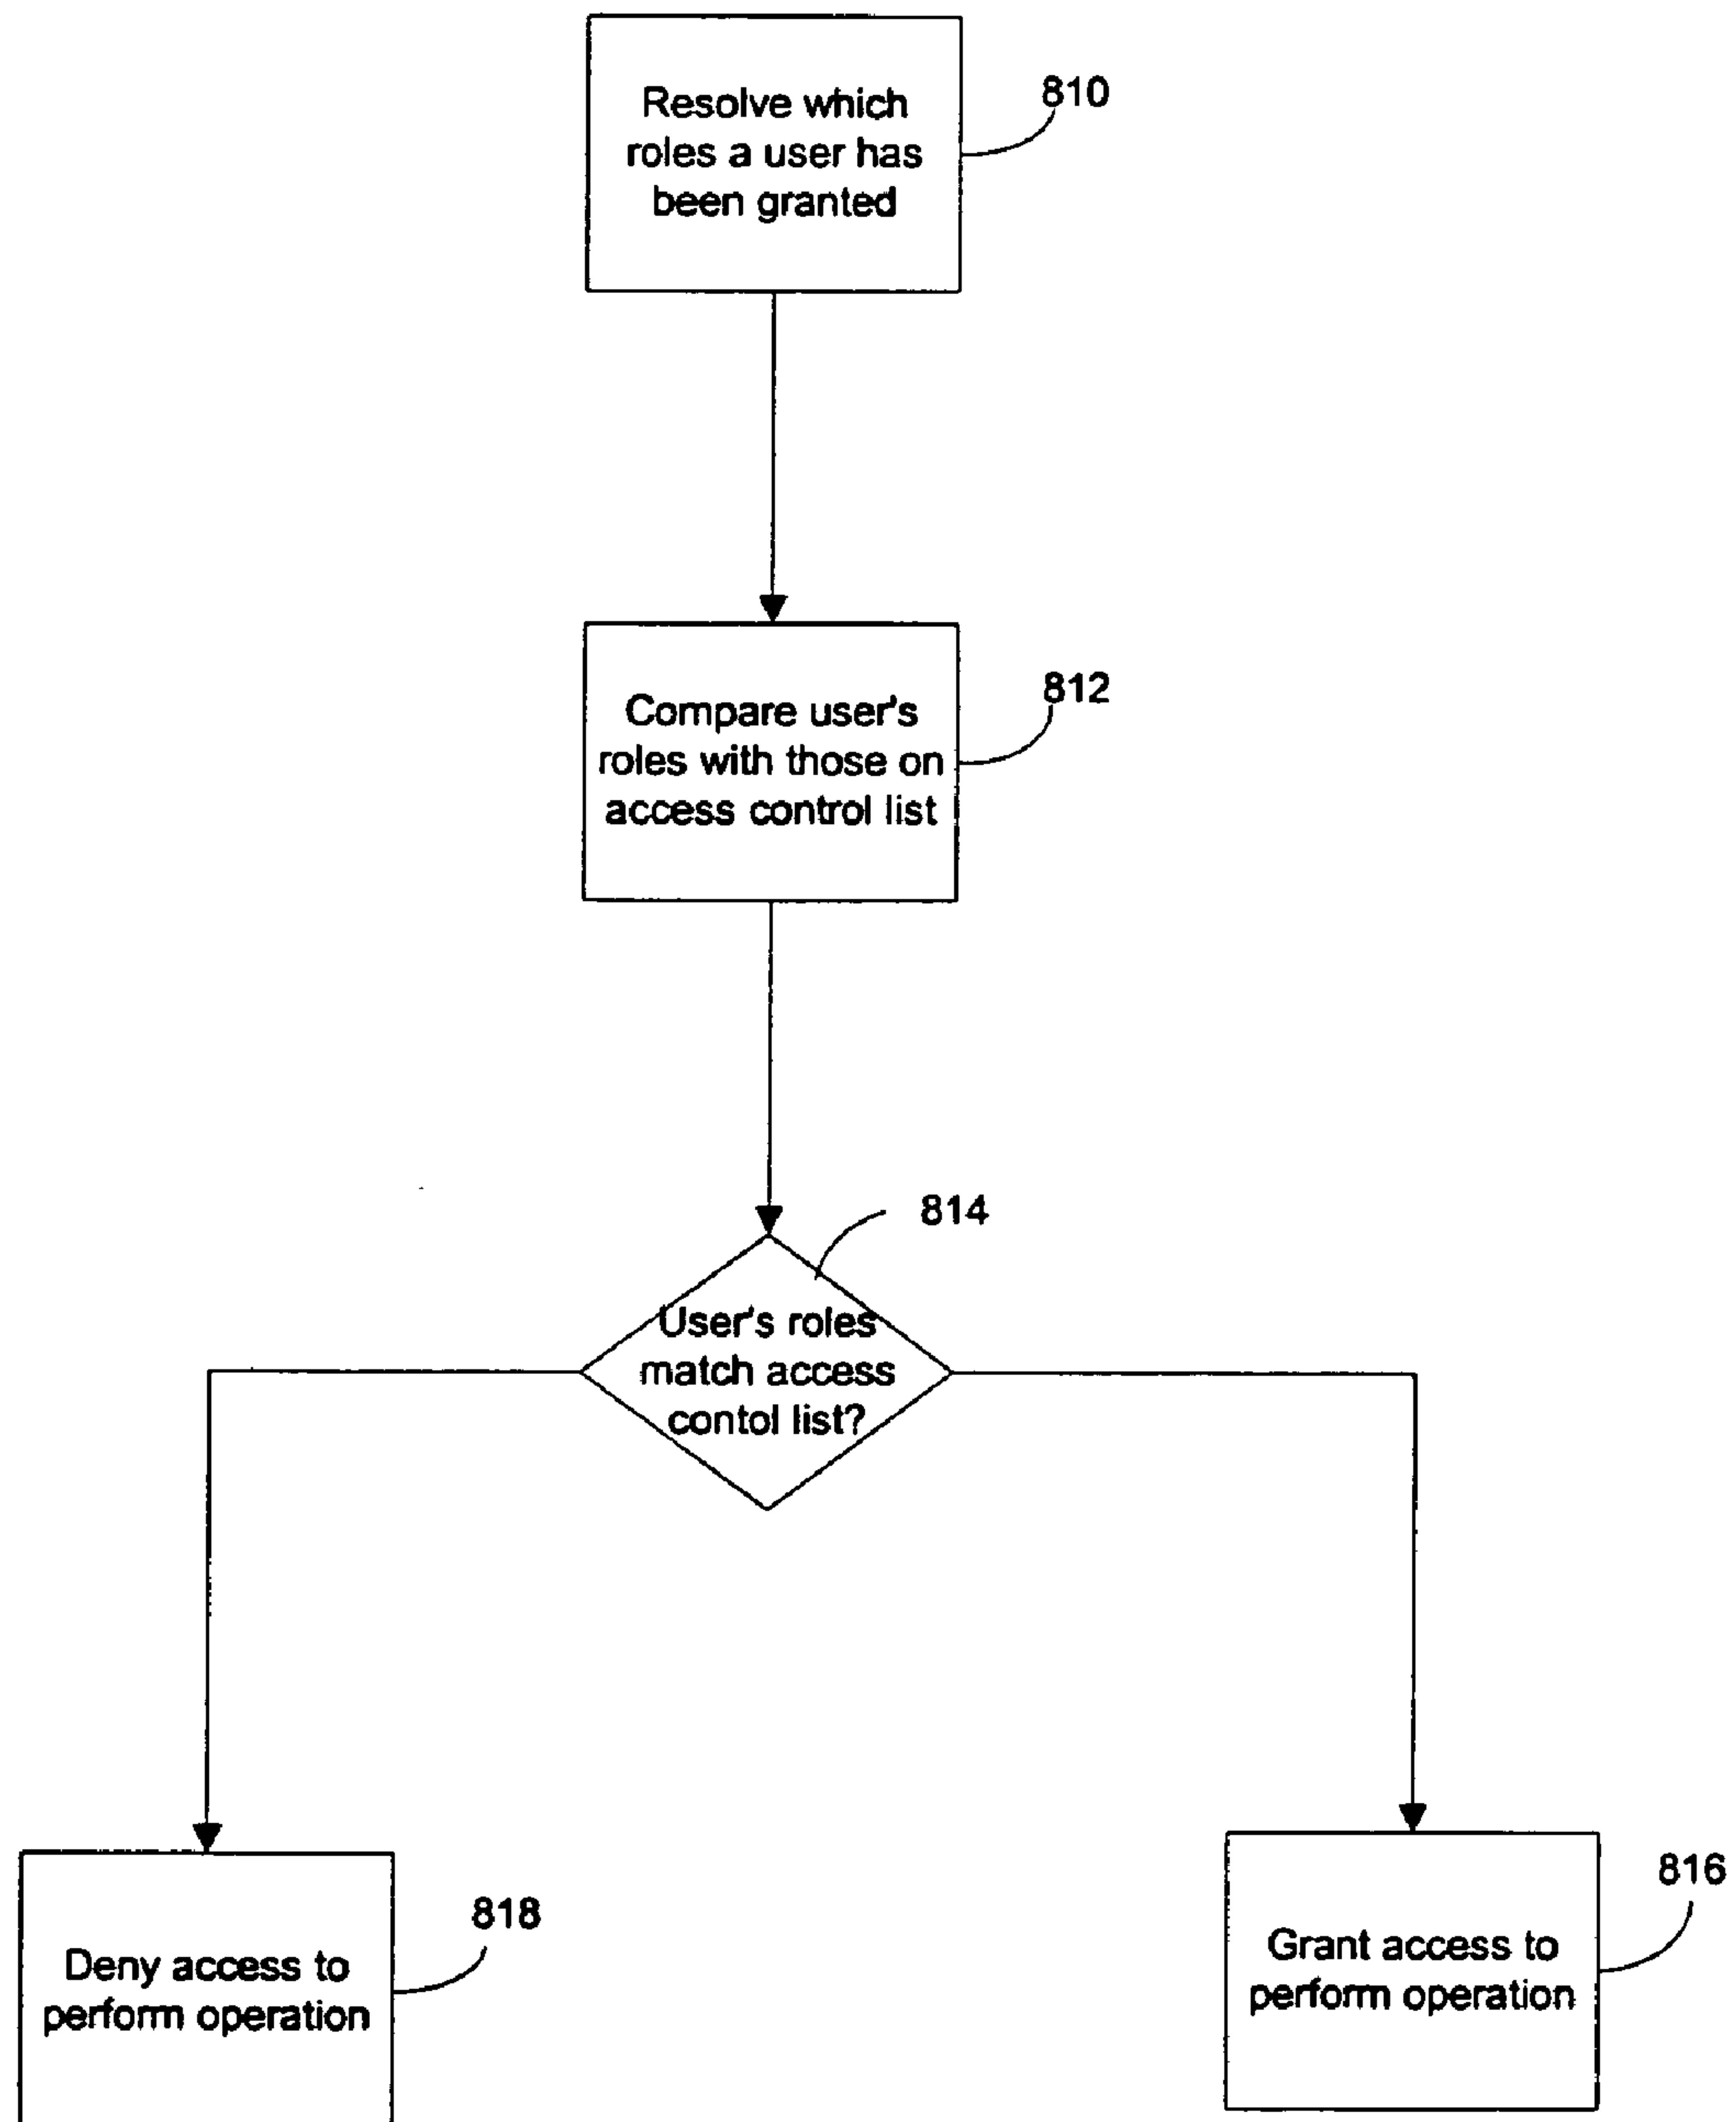 Resolve which
roles a user has
been granted
810
Compare user's
roles with those on
access control list
812
814
User's roles
match access
contol list?
818
Deny access to
perform operation
816
Grant access to
perform operation